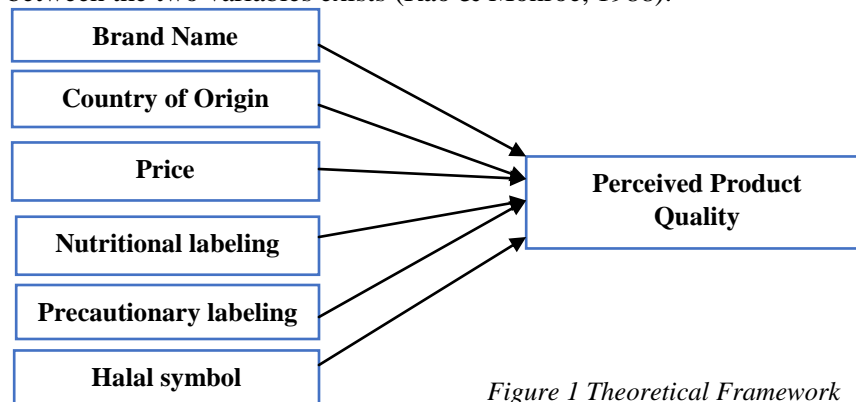 Brand Name
Country of Origin
Price
Nutritional labeling
Precautionary labeling
Halal symbol
Perceived Product
Quality
Figure 1 Theoretical Framework